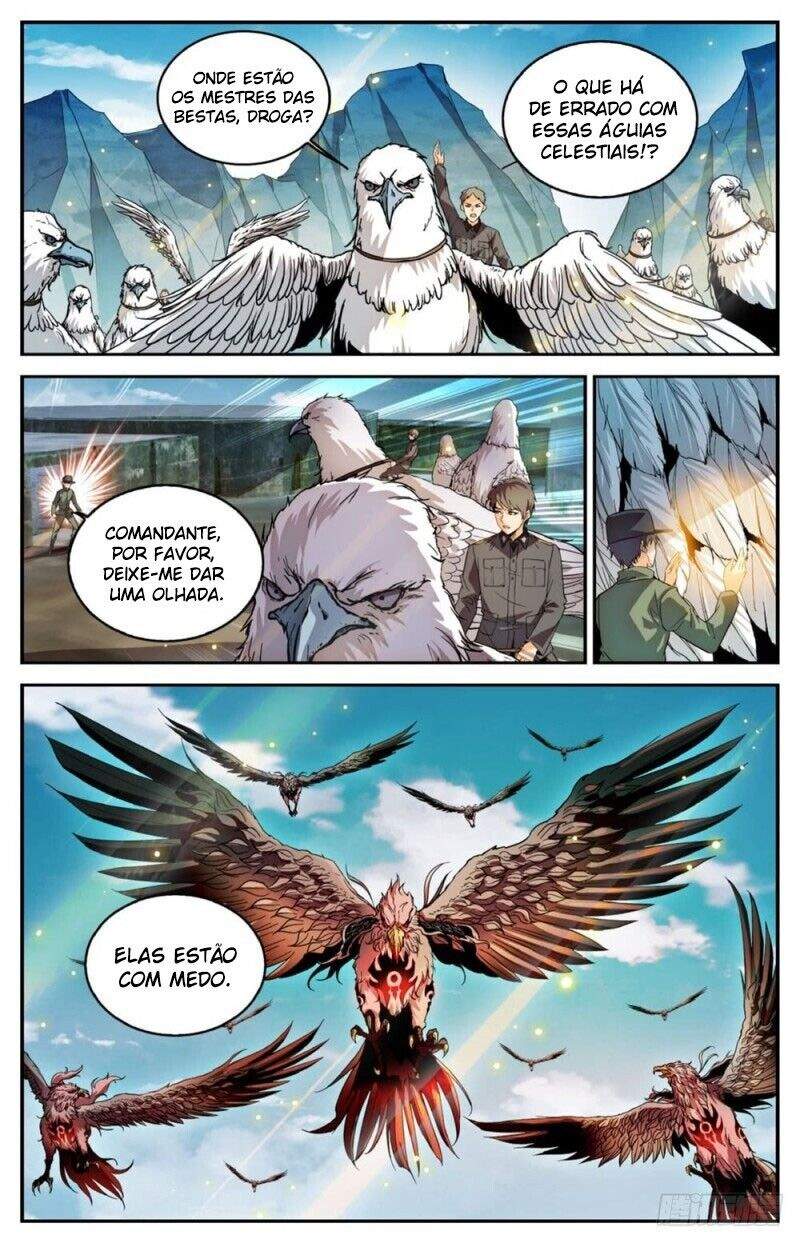 ONDE ESTÃO
OS MESTRES DAS
BESTAS, DROGA?
O QUE HÁ
DE ERRADO COM
ESSAS ÁGUIAS
CELESTIAIS!?
COMANDANTE,
POR FAVOR,
DEIXE-ME DAR
UMA OLHADA.
ELAS ESTÃO
COM MEDO.